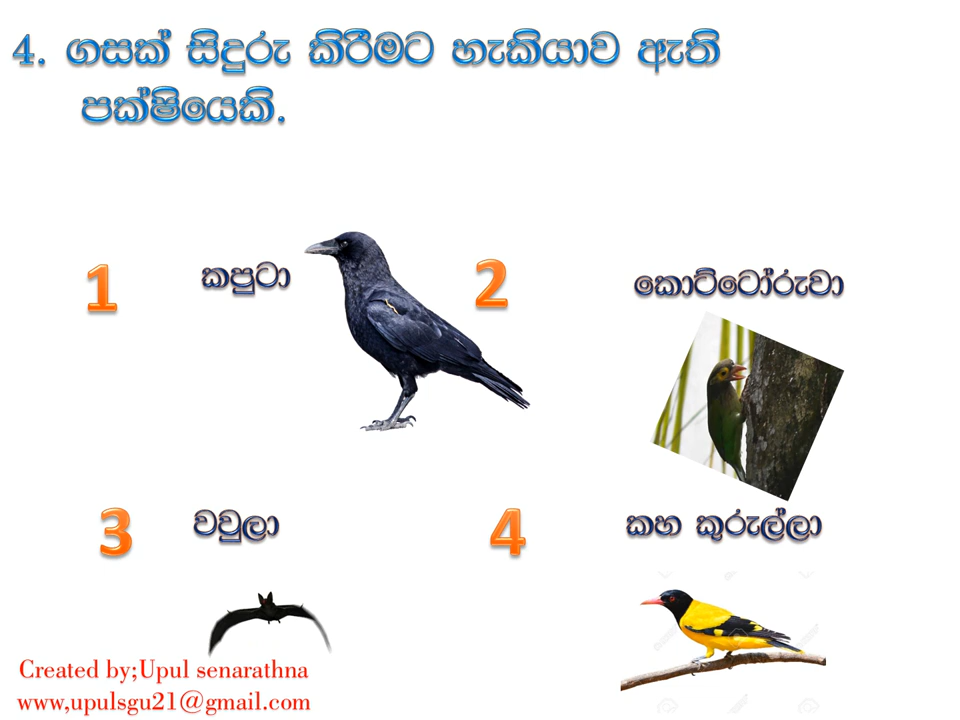 4. ගසක් සිදුරු කිරීමට හැකියාව ඇති
පක්ෂියෙකි.
1 කපුටා
2 කොට්ටෝරුවා
3 වවුලා
4 කහ කුරුල්ලා
Created by;Upul senarathna
www,upulsgu21@gmail.com